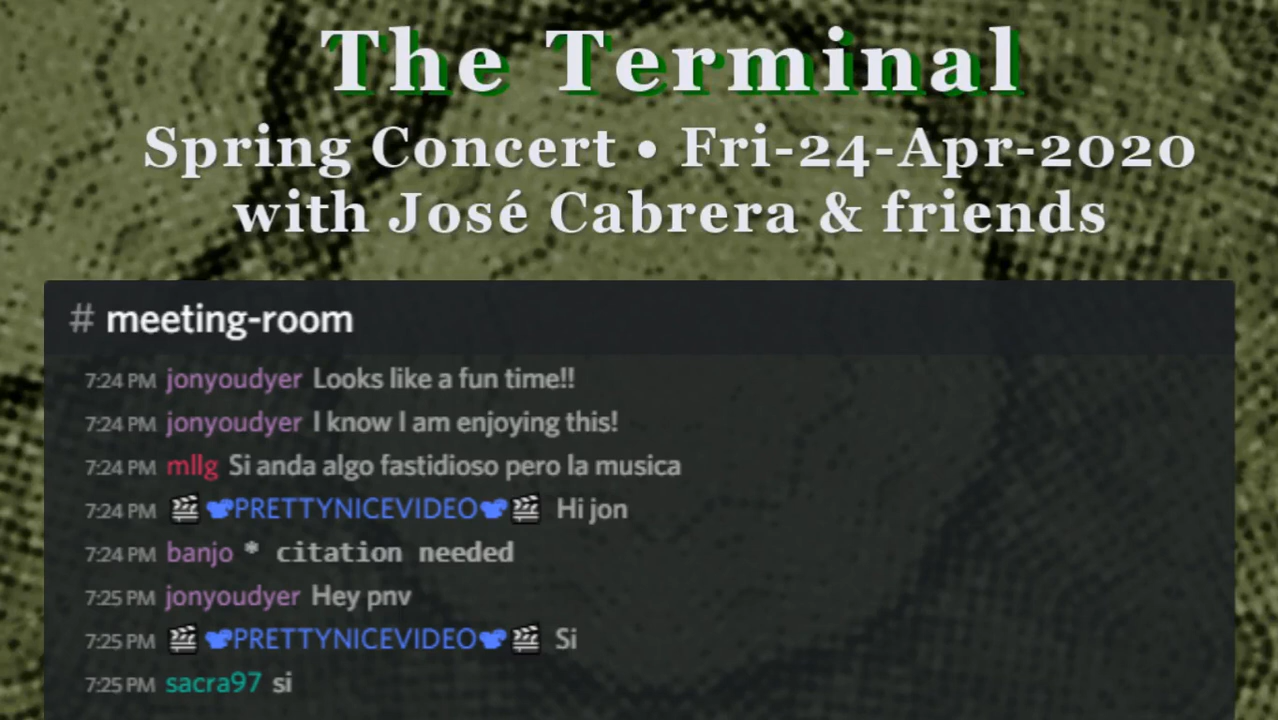 The Terminal
Spring Concert • Fri-24-Apr-2020
with José Cabrera & friends
# meeting-room
7:24 PM jonyoudyer Looks like a fun time!!
7:24 PM jonyoudyer I know I am enjoying this!
7:24 PM mllg Si anda algo fastidioso pero la musica
7:24 PM 🎬PRETTYNICEVIDEO🎬 Hi jon
7:24 PM banjo * citation needed
7:25 PM jonyoudyer Hey pnv
7:25 PM 🎬PRETTYNICEVIDEO🎬 Si
7:25 PM sacra97 si